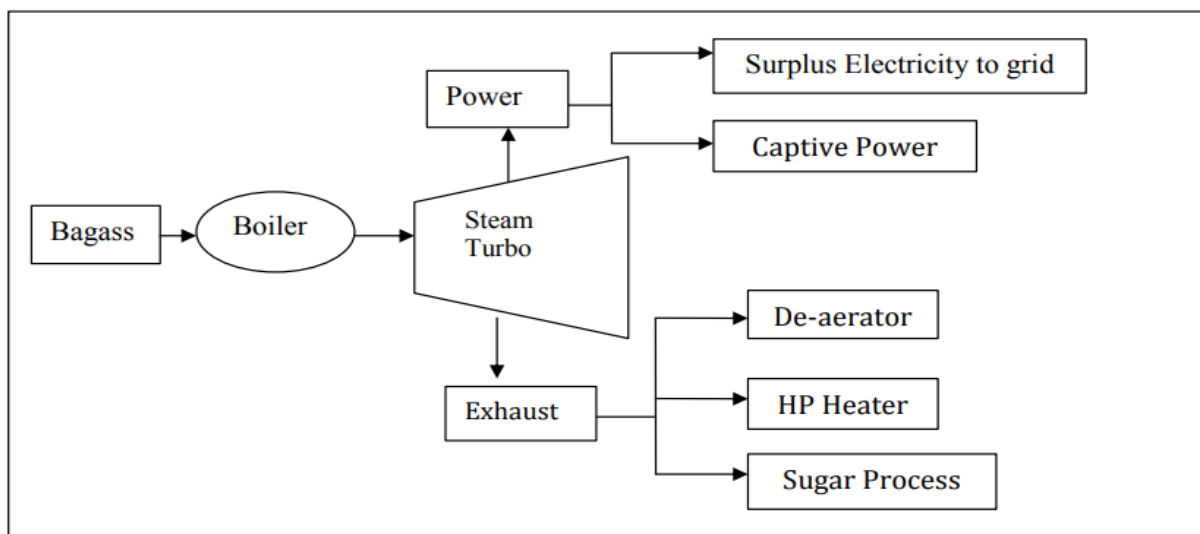 Surplus Electricity to grid
Power
Captive Power
Bagass
Boiler
Steam
Turbo
De-aerator
HP Heater
Exhaust
Sugar Process